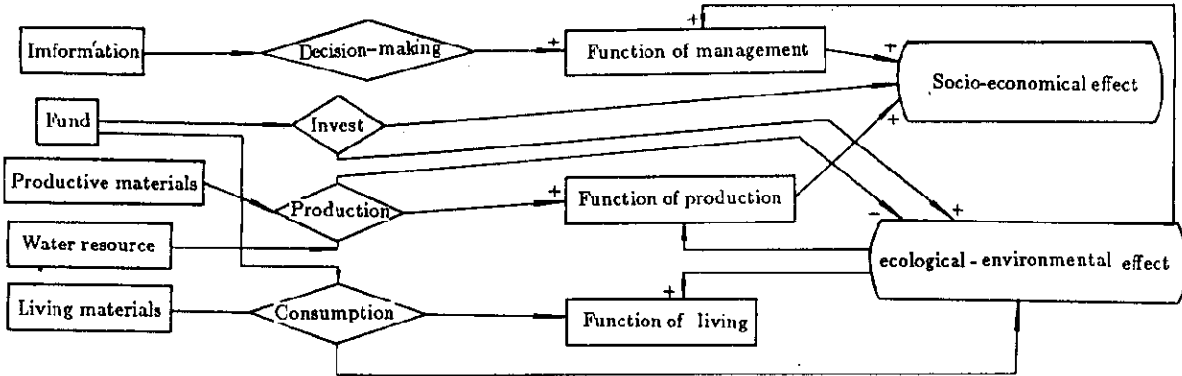 Imformation
Decision-making
+ Function of management
+
+
Socio-economical effect
Fund
Invest
+
Productive materials
Production
+ Function of production
- +
Water resource
+
ecological-environmental effect
Living materials
Consumption
+
Function of living